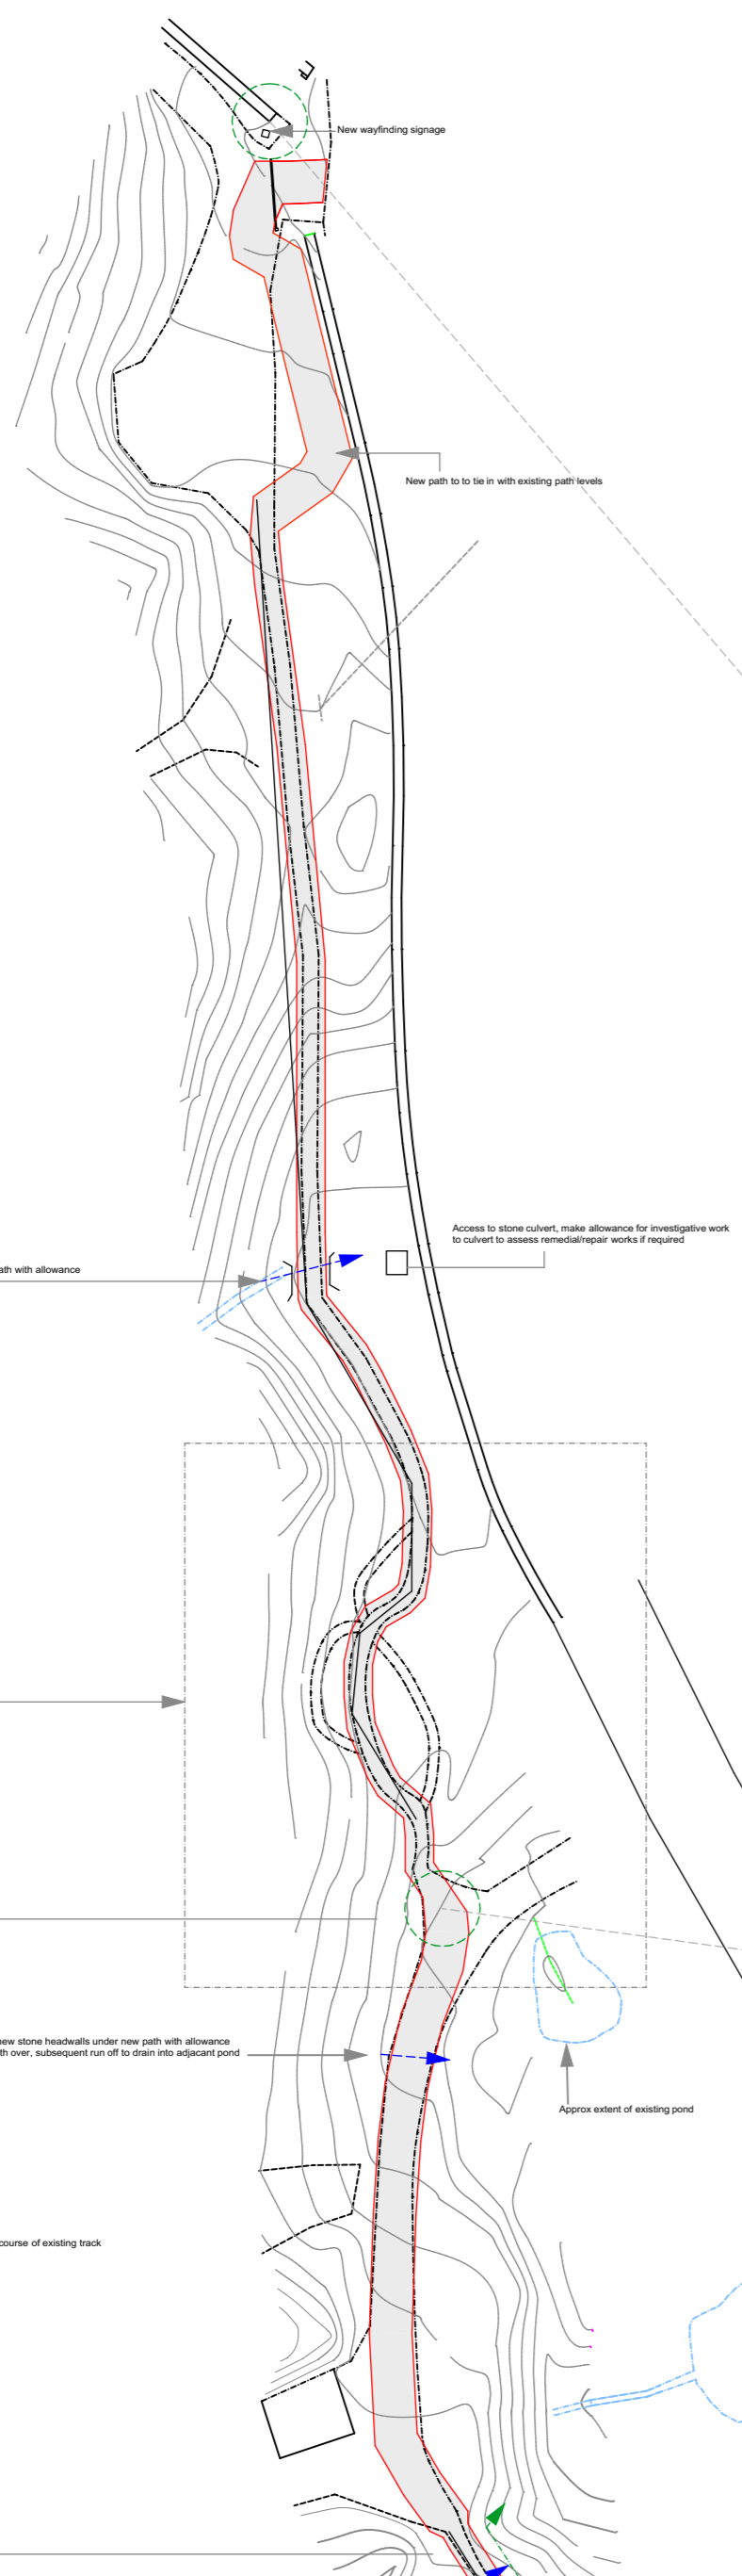 New wayfinding signage
New path to to tie in with existing path levels
Access to stone culvert, make allowance for investigative work
to culvert to assess remedial/repair works if required
ath with allowance
new stone headwalls under new path with allowance
th over, subsequent run off to drain into adjacant pond
Approx extent of existing pond
course of existing track